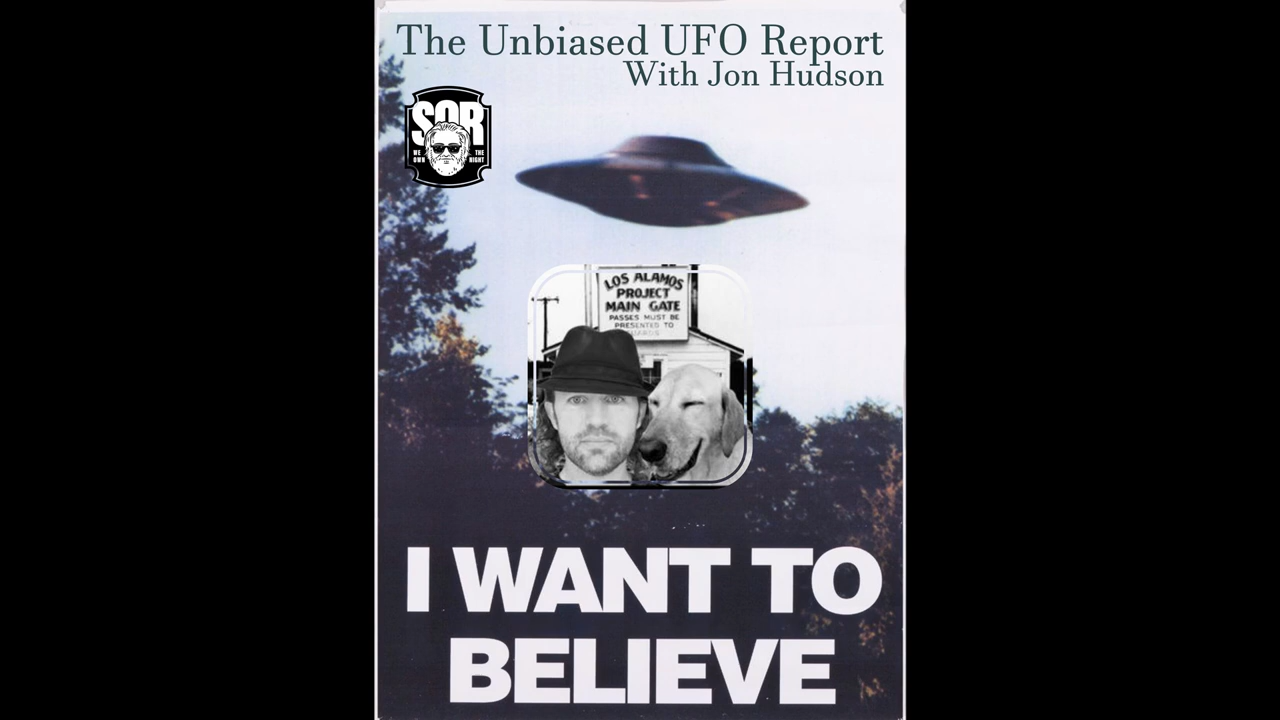 The Unbiased UFO Report
With Jon Hudson
SOR
WE OWN THE NIGHT
LOS ALAMOS
PROJECT
MAIN GATE
PASSES MUST BE
PRESENTED TO
GUARDS
I WANT TO
BELIEVE